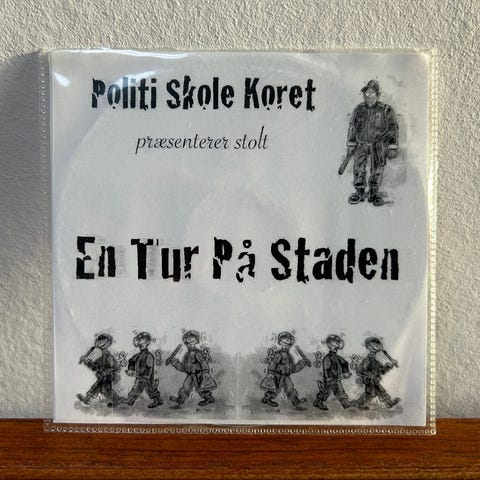 Politi Skole Koret
præsenterer stolt
En Tur På Staden